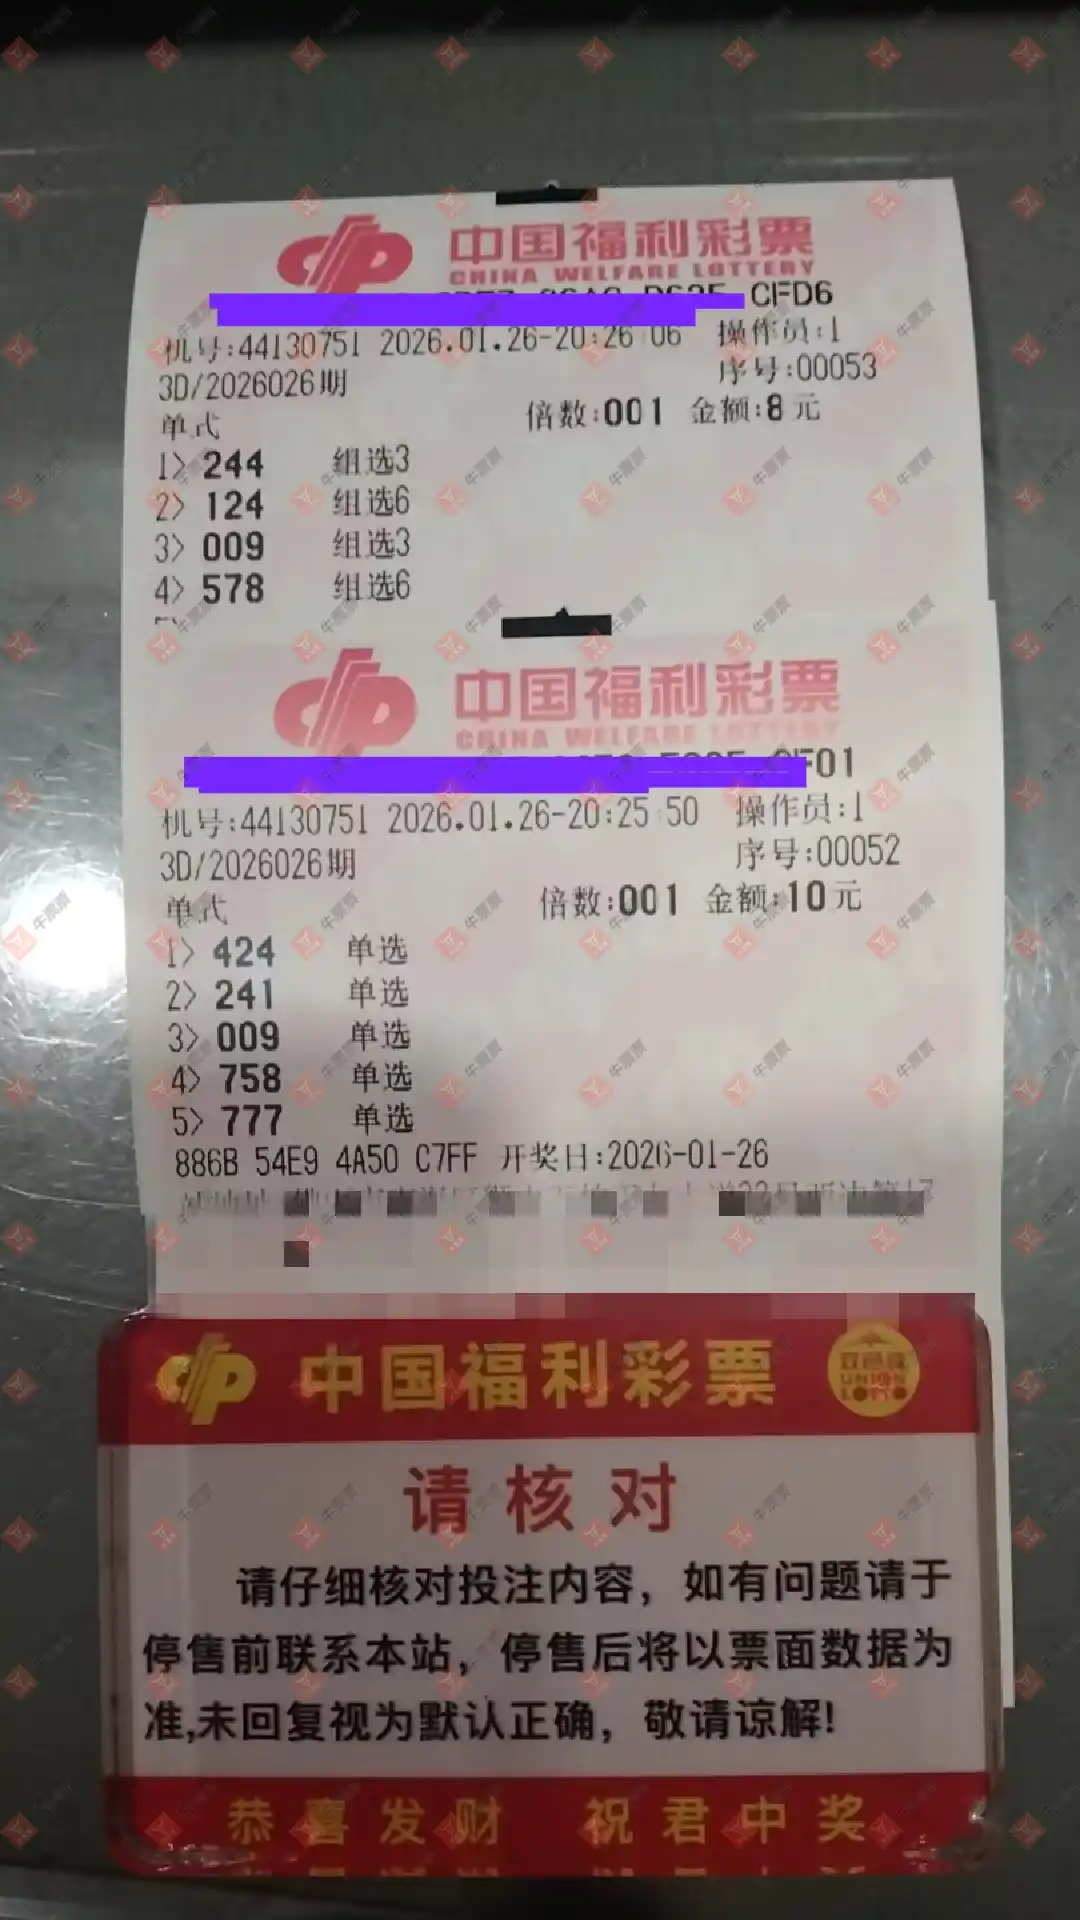 中国福利彩票
CHINA WELFARE LOTTERY
CFD6
机号:44130751 2026.01.26-20:26:06 操作员:1
3D/2026026期 序号:00053
单式 倍数:001 金额:8元
1> 244 组选3
2> 124 组选6
3> 009 组选3
4> 578 组选6
中国福利彩票
CHINA WELFARE LOTTERY
CF01
机号:44130751 2026.01.26-20:25:50 操作员:1
3D/2026026期 序号:00052
单式 倍数:001 金额:10元
1> 424 单选
2> 241 单选
3> 009 单选
4> 758 单选
5> 777 单选
886B 54E9 4A50 C7FF 开奖日:2026-01-26
中国福利彩票
双色球
UNION
LOTTO
请核对
请仔细核对投注内容，如有问题请于
停售前联系本站，停售后将以票面数据为
准,未回复视为默认正确，敬请谅解!
恭喜发财 祝君中奖
牛票票